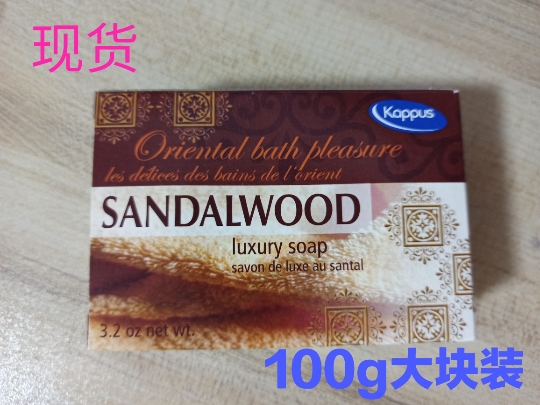 现货
Kappus
Oriental bath pleasure
les délices des bains de l'orient
SANDALWOOD
luxury soap
savon de luxe au santal
3.2 oz net wt.
100g大块装